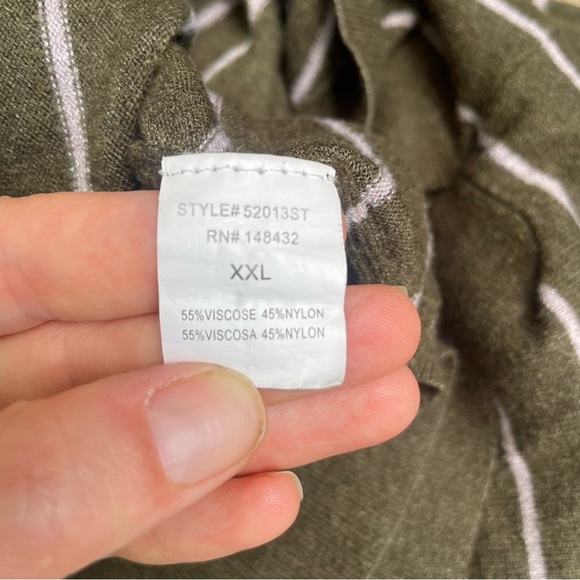 STYLE# 52013ST
RN# 148432
XXL
55%VISCOSE 45%NYLON
55%VISCOSA 45%NYLON